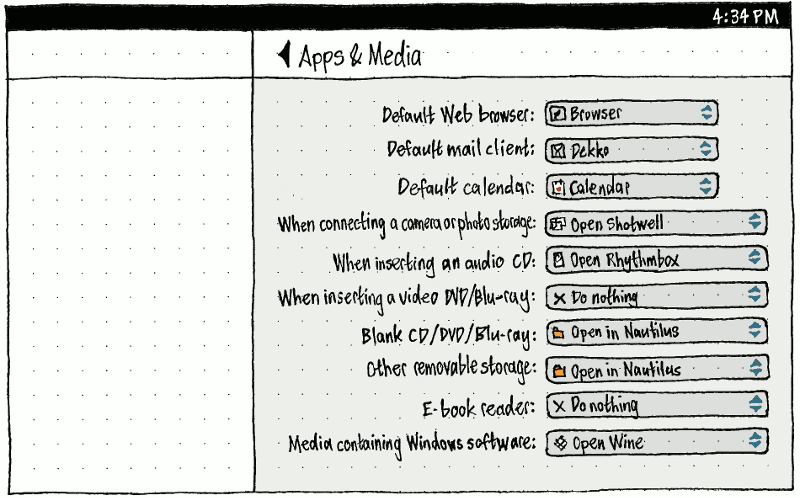 4:34 PM
Apps & Media
Default Web browser: Browser
Default mail client: Dekko
Default calendar: Calendar
When connecting a camera or photo storage: Open Shotwell
When inserting an audio CD: Open Rhythmbox
When inserting a video DVD/Blu-ray: Do nothing
Blank CD/DVD/Blu-ray: Open in Nautilus
Other removable storage: Open in Nautilus
E-book reader: Do nothing
Media containing Windows software: Open Wine